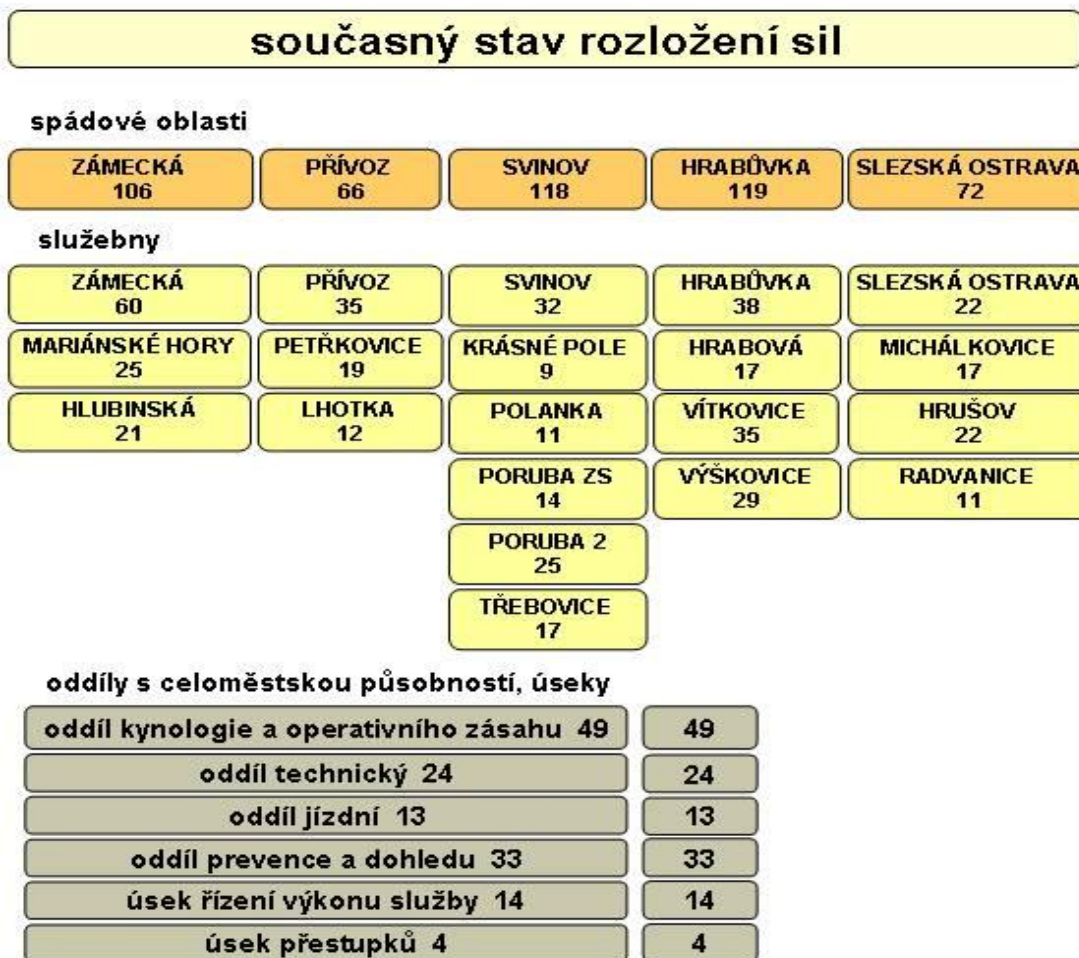 současný stav rozložení sil
spádové oblasti
ZÁMECKÁ PŘÍVOZ SVINOV HRABŮVKA SLEZSKÁ OSTRAVA
106 66 118 119 72
služebny
ZÁMECKÁ PŘÍVOZ SVINOV HRABŮVKA SLEZSKÁ OSTRAVA
60 35 32 38 22
MARIÁNSKÉ HORY PETŘKOVICE KRÁSNÉ POLE HRABOVÁ MICHÁLKOVICE
25 19 9 17 17
HLUBINSKÁ LHOTKA POLANKA VÍTKOVICE HRUŠOV
21 12 11 35 22
PORUBA ZS VÝŠKOVICE RADVANICE
14 29 11
PORUBA 2
25
TŘEBOVICE
17
oddíly s celoměstskou působností, úseky
oddíl kynologie a operativního zásahu 49 49
oddíl technický 24 24
oddíl jízdní 13 13
oddíl prevence a dohledu 33 33
úsek řízení výkonu služby 14 14
úsek přestupků 4 4